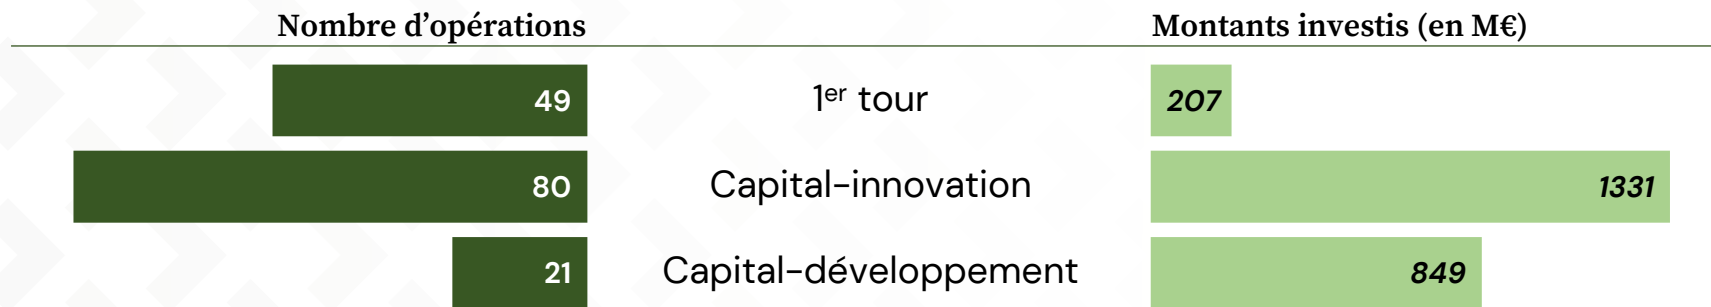 Nombre d’opérations Montants investis (en M€)
49 1er tour 207
80 Capital-innovation 1331
21 Capital-développement 849